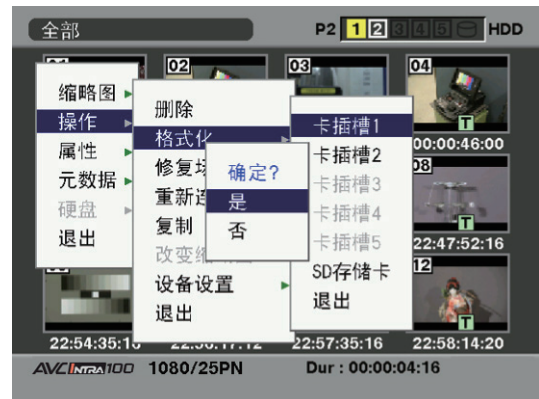 全部
P2 1 2 3 4 5 HDD
02
03
04
缩略图
操作
属性
元数据
硬盘
退出
删除
格式化
修复
重新
复制
改变
设备设置
退出
确定?
是
否
卡插槽1
卡插槽2
卡插槽3
卡插槽4
卡插槽5
SD存储卡
退出
T
00:00:46:00
08
22:47:52:16
12
T
22:54:35:16
22:57:35:16
22:58:14:20
AVC INTRA 100 1080/25PN Dur : 00:00:04:16